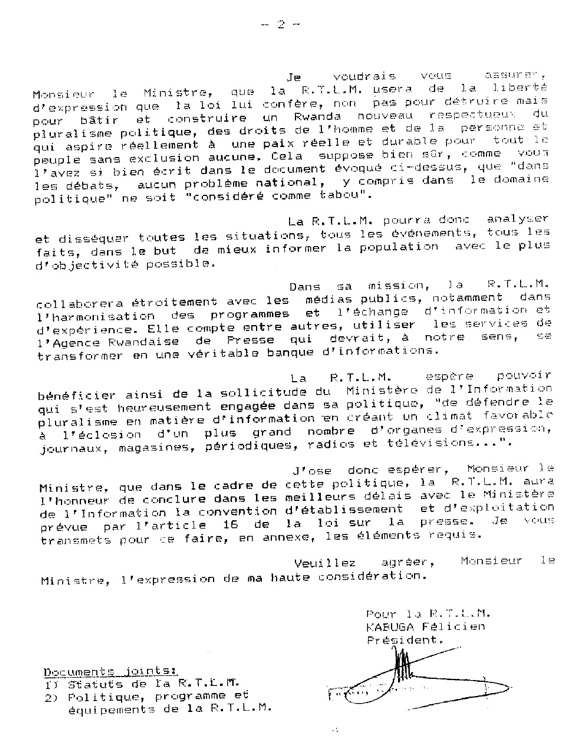 - 2 -
Je voudrais vous assurer,
Monsieur le Ministre, que la R.T.L.M. usera de la liberté
d'expression que la loi lui confère, non pas pour détruire mais
pour bâtir et construire un Rwanda nouveau respectueux du
pluralisme politique, des droits de l'homme et de la personne et
qui aspire réellement à une paix réelle et durable pour tout le
peuple sans exclusion aucune. Cela suppose bien sûr, comme vous
l'avez si bien écrit dans le document évoqué ci-dessus, que "dans
les débats, aucun problème national, y compris dans le domaine
politique" ne soit "considéré comme tabou".
La R.T.L.M. pourra donc analyser
et disséquer toutes les situations, tous les événements, tous les
faits, dans le but de mieux informer la population avec le plus
d'objectivité possible.
Dans sa mission, la R.T.L.M.
collaborera étroitement avec les médias publics, notamment dans
l'harmonisation des programmes et l'échange d'information et
d'expérience. Elle compte entre autres, utiliser les services de
l'Agence Rwandaise de Presse qui devrait, à notre sens, se
transformer en une véritable banque d'informations.
La R.T.L.M. espère pouvoir
bénéficier ainsi de la sollicitude du Ministère de l'Information
qui s'est heureusement engagée dans sa politique, "de défendre le
pluralisme en matière d'information en créant un climat favorable
à l'éclosion d'un plus grand nombre d'organes d'expression,
journaux, magasines, périodiques, radios et télévisions...".
J'ose donc espérer, Monsieur le
Ministre, que dans le cadre de cette politique, la R.T.L.M. aura
l'honneur de conclure dans les meilleurs délais avec le Ministère
de l'Information la convention d'établissement et d'exploitation
prévue par l'article 16 de la loi sur la presse. Je vous
transmets pour ce faire, en annexe, les éléments requis.
Veuillez agréer, Monsieur le
Ministre, l'expression de ma haute considération.
Pour la R.T.L.M.
KABUGA Félicien
Président.
Documents joints:
1) Statuts de la R.T.L.M.
2) Politique, programme et
équipements de la R.T.L.M.